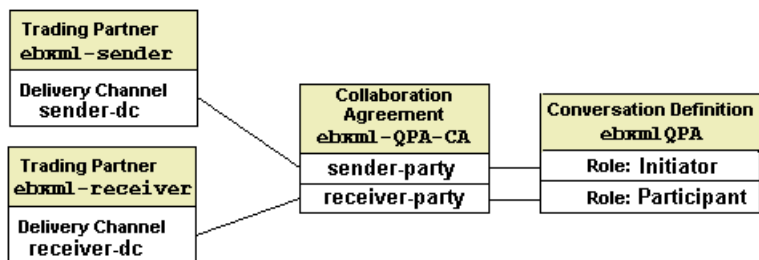 Trading Partner
ebxml-sender
Delivery Channel
sender-dc
Trading Partner
ebxml-receiver
Delivery Channel
receiver-dc
Collaboration
Agreement
ebxml-QPA-CA
sender-party
receiver-party
Conversation Definition
ebxmlQPA
Role: Initiator
Role: Participant